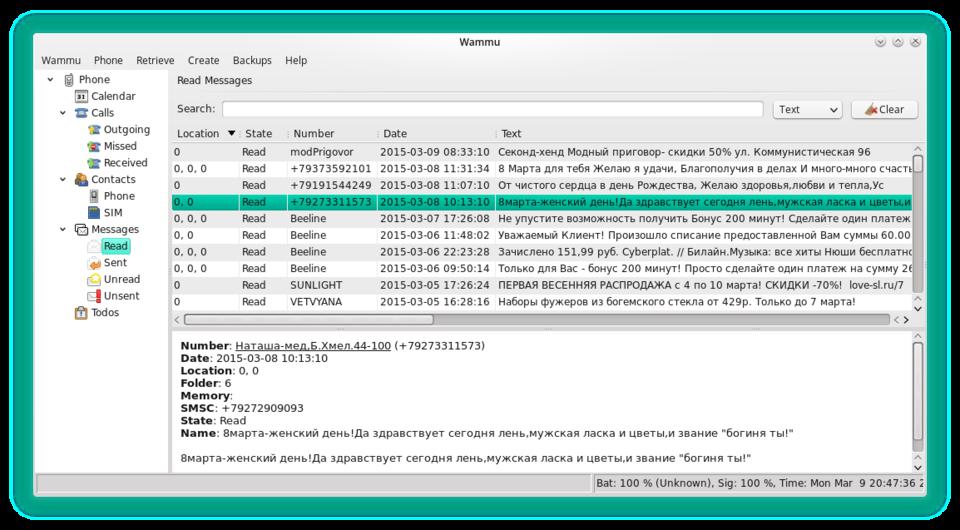 Wammu
Wammu Phone Retrieve Create Backups Help
Phone
Calendar
Calls
Outgoing
Missed
Received
Contacts
Phone
SIM
Messages
Read
Sent
Unread
Unsent
Todos
Read Messages
Search: Text Clear
Location State Number Date Text
0 Read modPrigovor 2015-03-09 08:33:10 Секонд-хенд Модный приговор- скидки 50% ул. Коммунистическая 96
0, 0, 0 Read +79373592101 2015-03-08 11:31:34 8 Марта для тебя Желаю я удачи, Благополучия в делах И много-много счасть
0 Read +79191544249 2015-03-08 11:07:10 От чистого сердца в день Рождества, Желаю здоровья,любви и тепла,Ус
0, 0 Read +79273311573 2015-03-08 10:13:10 8марта-женский день!Да здравствует сегодня лень,мужская ласка и цветы,и
0, 0, 0 Read Beeline 2015-03-07 17:26:08 Не упустите возможность получить Бонус 200 минут! Сделайте один платеж
0, 0, 0 Read Beeline 2015-03-06 11:48:02 Уважаемый Клиент! Произошло списание предоставленной Вам суммы 60.00
0, 0, 0 Read Beeline 2015-03-06 22:23:28 Зачислено 151,99 руб. Cyberplat. // Билайн.Музыка: все хиты Нюши бесплатно
0, 0, 0 Read Beeline 2015-03-06 09:50:14 Только для Вас - бонус 200 минут! Просто сделайте один платеж на сумму 26
0 Read SUNLIGHT 2015-03-05 17:26:24 ПЕРВАЯ ВЕСЕННЯЯ РАСПРОДАЖА с 4 по 10 марта! СКИДКИ -70%! love-sl.ru/7
0 Read VETVYANA 2015-03-05 16:28:16 Наборы фужеров из богемского стекла от 429р. Только до 7 марта!
Number: Наташа-мед,Б.Хмел.44-100 (+79273311573)
Date: 2015-03-08 10:13:10
Location: 0, 0
Folder: 6
Memory:
SMSC: +79272909093
State: Read
Name: 8марта-женский день!Да здравствует сегодня лень,мужская ласка и цветы,и звание "богиня ты!"
8марта-женский день!Да здравствует сегодня лень,мужская ласка и цветы,и звание "богиня ты!"
Bat: 100 % (Unknown), Sig: 100 %, Time: Mon Mar 9 20:47:36 2